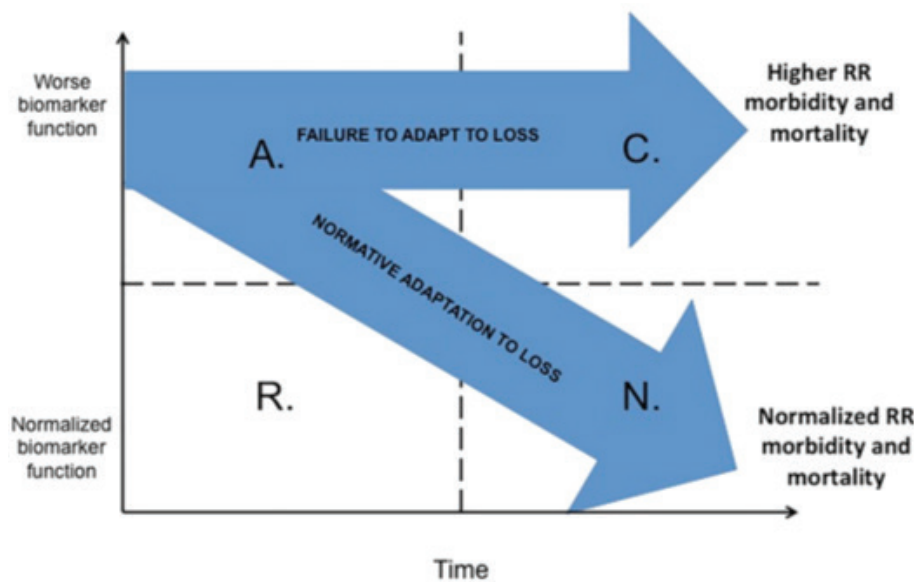 Worse
biomarker
function
FAILURE TO ADAPT TO LOSS
A.
C.
Higher RR
morbidity and
mortality
NORMATIVE ADAPTATION TO LOSS
R.
N.
Normalized
biomarker
function
Normalized RR
morbidity and
mortality
Time